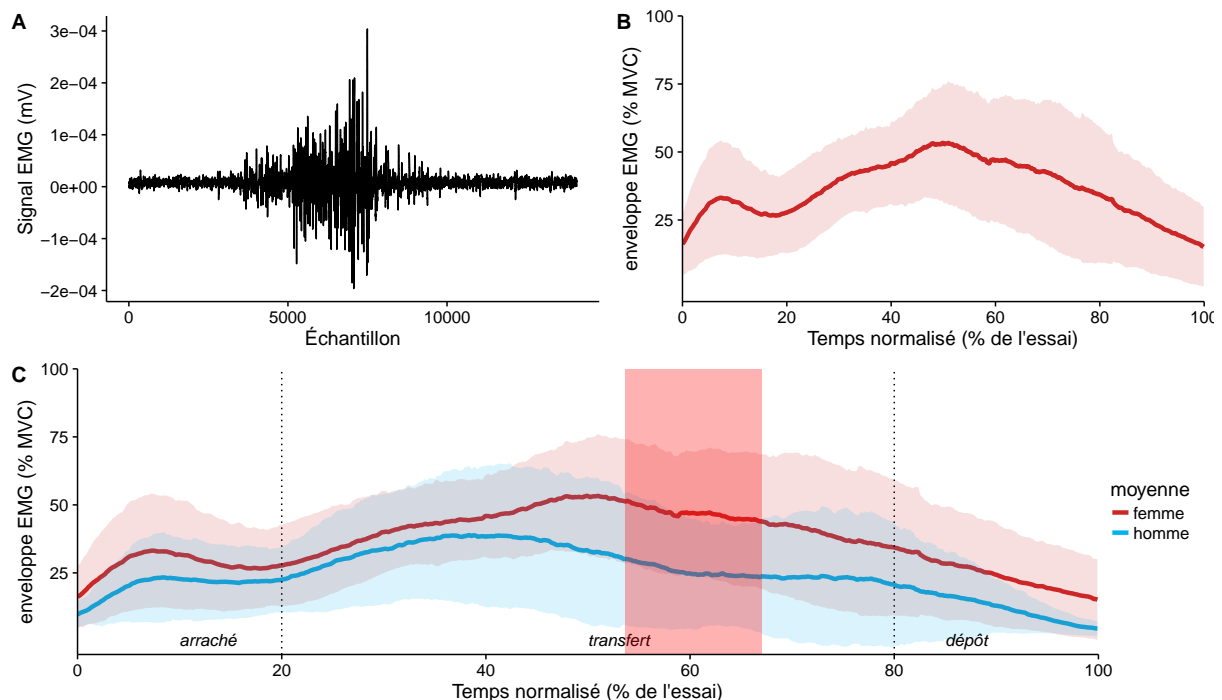 A
Signal EMG (mV)
3e−04
2e−04
1e−04
0e+00
−1e−04
−2e−04
0 5000 10000
Échantillon
B
enveloppe EMG (% MVC)
100
75
50
25
0 20 40 60 80 100
Temps normalisé (% de l'essai)
C
enveloppe EMG (% MVC)
100
75
50
25
arraché transfert dépôt
0 20 40 60 80 100
Temps normalisé (% de l'essai)
moyenne
femme
homme